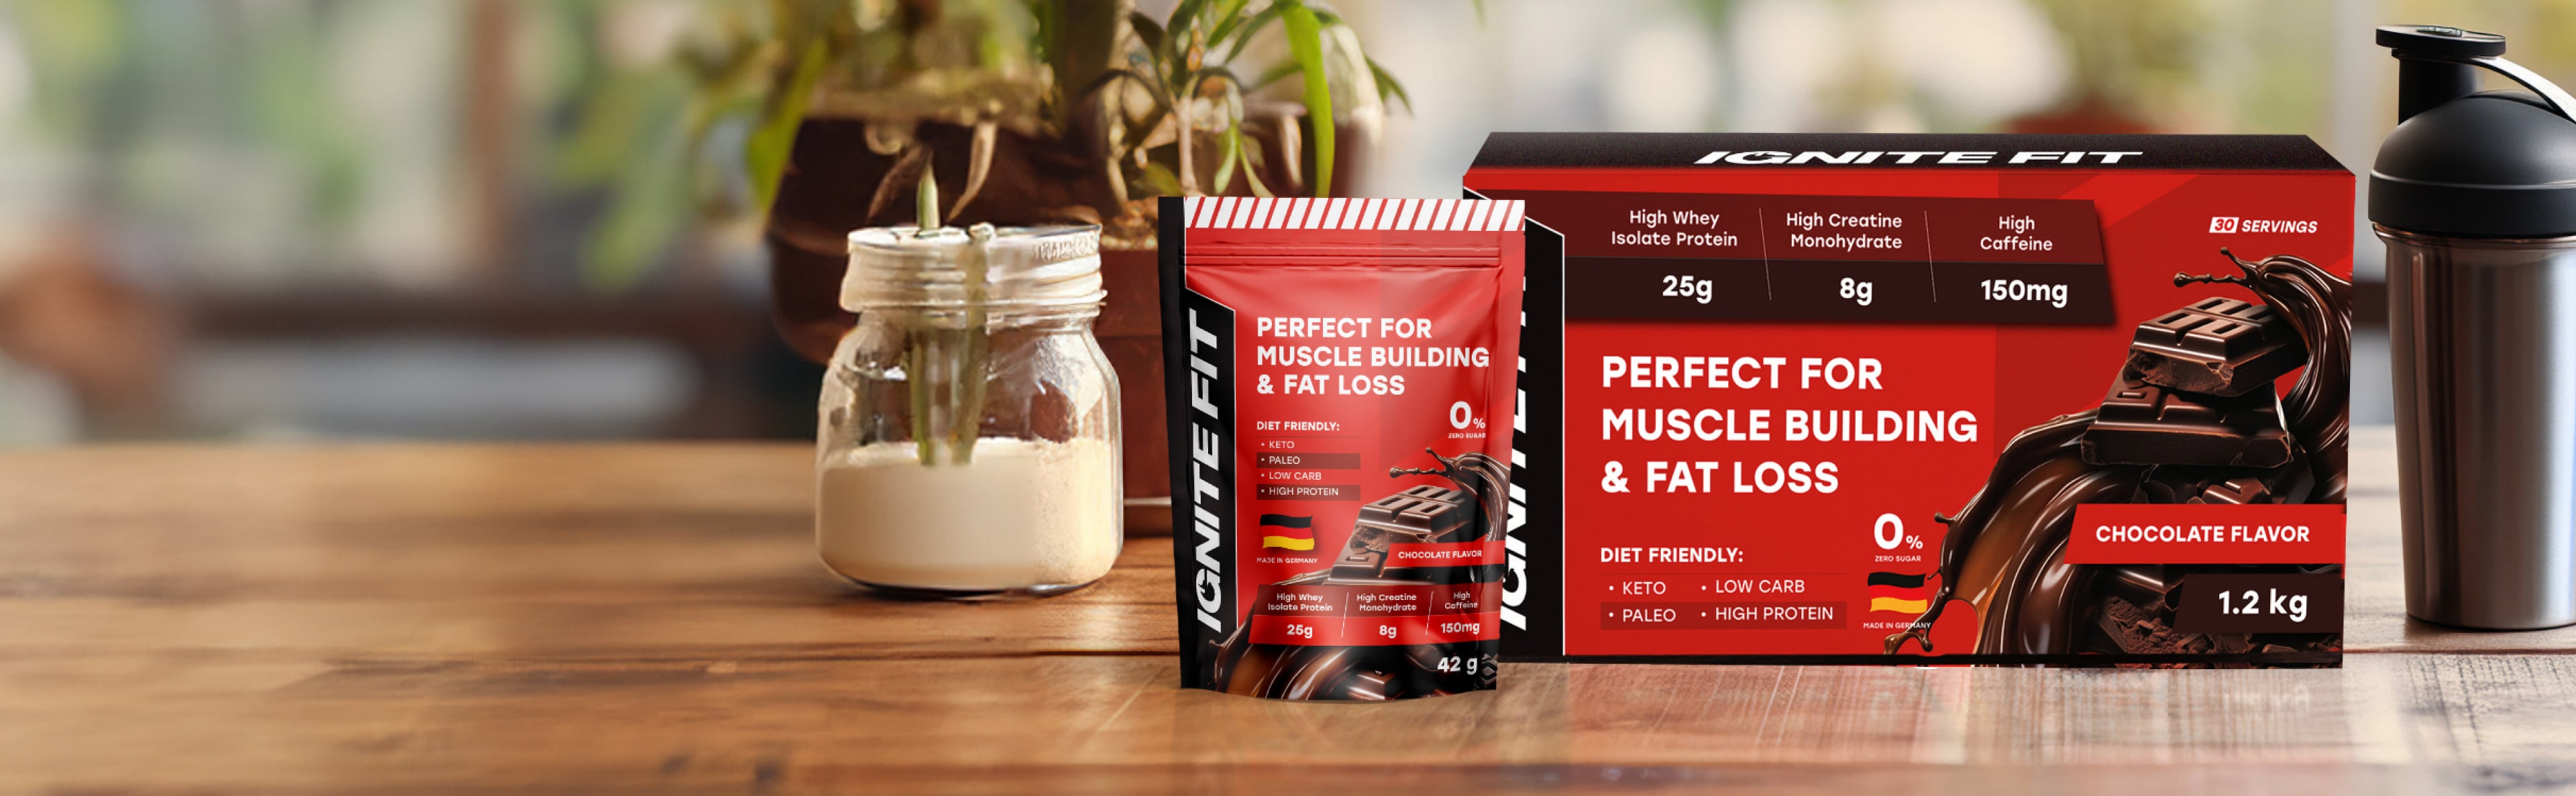 IGNITE FIT
PERFECT FOR
MUSCLE BUILDING
& FAT LOSS
DIET FRIENDLY:
• KETO
• PALEO
• LOW CARB
• HIGH PROTEIN
0%
ZERO SUGAR
MADE IN GERMANY
CHOCOLATE FLAVOR
High Whey
Isolate Protein
25g
High Creatine
Monohydrate
8g
High
Caffeine
150mg
42 g
IGNITE FIT
IGNITE FIT
High Whey
Isolate Protein
25g
High Creatine
Monohydrate
8g
High
Caffeine
150mg
30 SERVINGS
PERFECT FOR
MUSCLE BUILDING
& FAT LOSS
DIET FRIENDLY:
• KETO
• LOW CARB
• PALEO
• HIGH PROTEIN
0%
ZERO SUGAR
MADE IN GERMANY
CHOCOLATE FLAVOR
1.2 kg